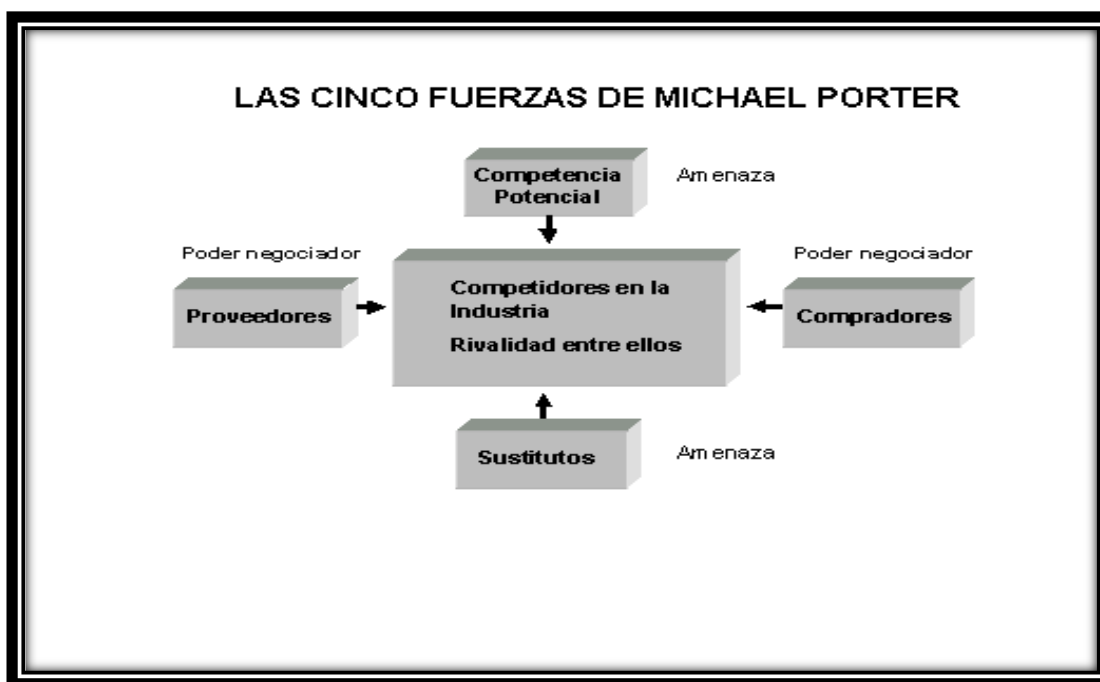 LAS CINCO FUERZAS DE MICHAEL PORTER
Competencia
Potencial
Amenaza
Poder negociador
Proveedores
Competidores en la
Industria
Rivalidad entre ellos
Poder negociador
Compradores
Sustitutos
Amenaza